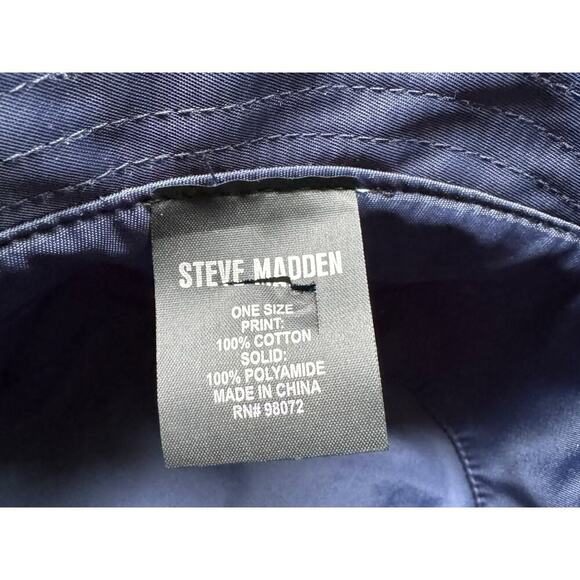 STEVE MADDEN
ONE SIZE
PRINT:
100% COTTON
SOLID:
100% POLYAMIDE
MADE IN CHINA
RN# 98072